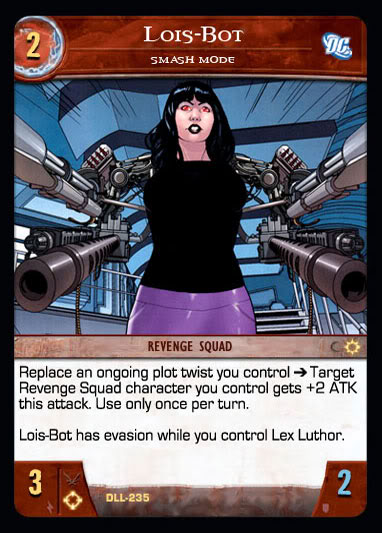 2
Lois-Bot
SMASH MODE
DC
REVENGE SQUAD
C
Replace an ongoing plot twist you control ➔ Target
Revenge Squad character you control gets +2 ATK
this attack. Use only once per turn.
Lois-Bot has evasion while you control Lex Luthor.
3
DLL-235
2